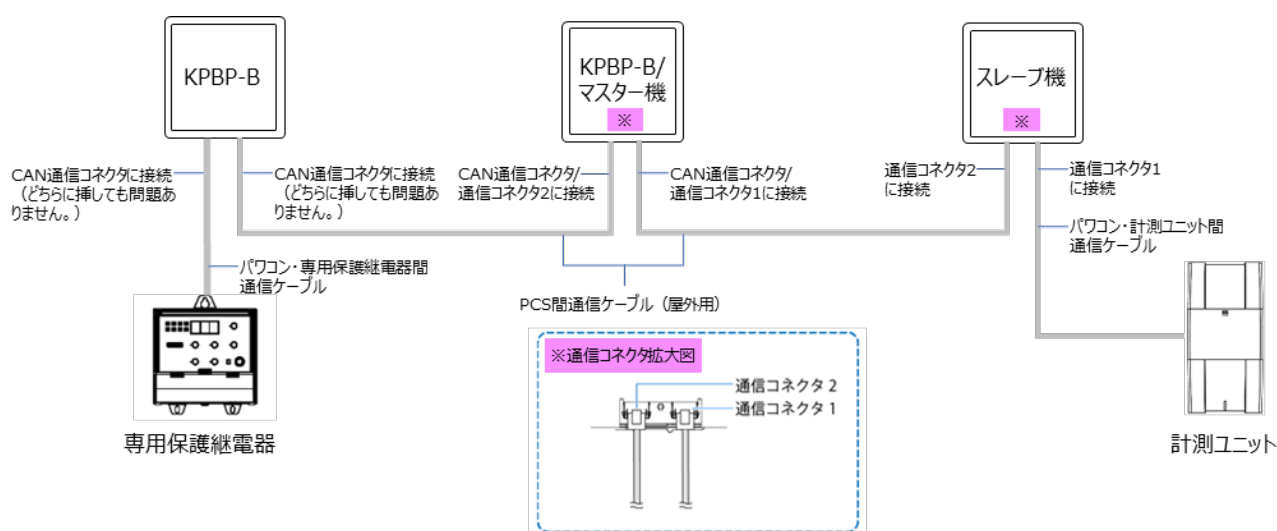 KPBP-B
KPBP-B/
マスター機
※
スレーブ機
※
CAN通信コネクタに接続
（どちらに挿しても問題あ
りません。）
CAN通信コネクタに接続
（どちらに挿しても問題あ
りません。）
CAN通信コネクタ/
通信コネクタ2に接続
CAN通信コネクタ/
通信コネクタ1に接続
通信コネクタ2
に接続
通信コネクタ1
に接続
パワコン・専用保護継電器間
通信ケーブル
パワコン・計測ユニット間
通信ケーブル
PCS間通信ケーブル（屋外用）
※通信コネクタ拡大図
通信コネクタ 2
通信コネクタ 1
専用保護継電器
計測ユニット